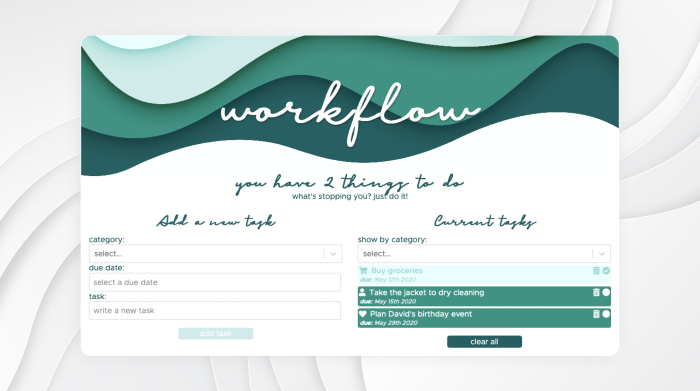 workflow
you have 2 things to do
what's stopping you? just do it!
Add a new task
category:
select...
due date:
select a due date
task:
write a new task
add task
Current tasks
show by category:
select...
Buy groceries
due: May 12th 2020
Take the jacket to dry cleaning
due: May 15th 2020
Plan David's birthday event
due: May 29th 2020
clear all